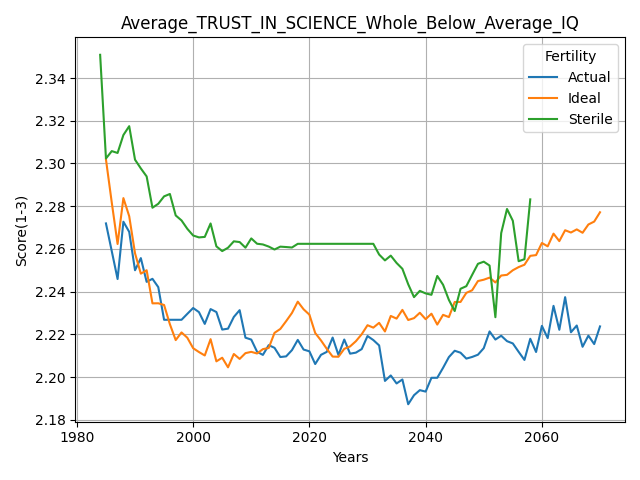 Average_TRUST_IN_SCIENCE_Whole_Below_Average_IQ
Fertility
Actual
Ideal
Sterile
Score(1-3)
2.34
2.32
2.30
2.28
2.26
2.24
2.22
2.20
2.18
1980
2000
2020
2040
2060
Years